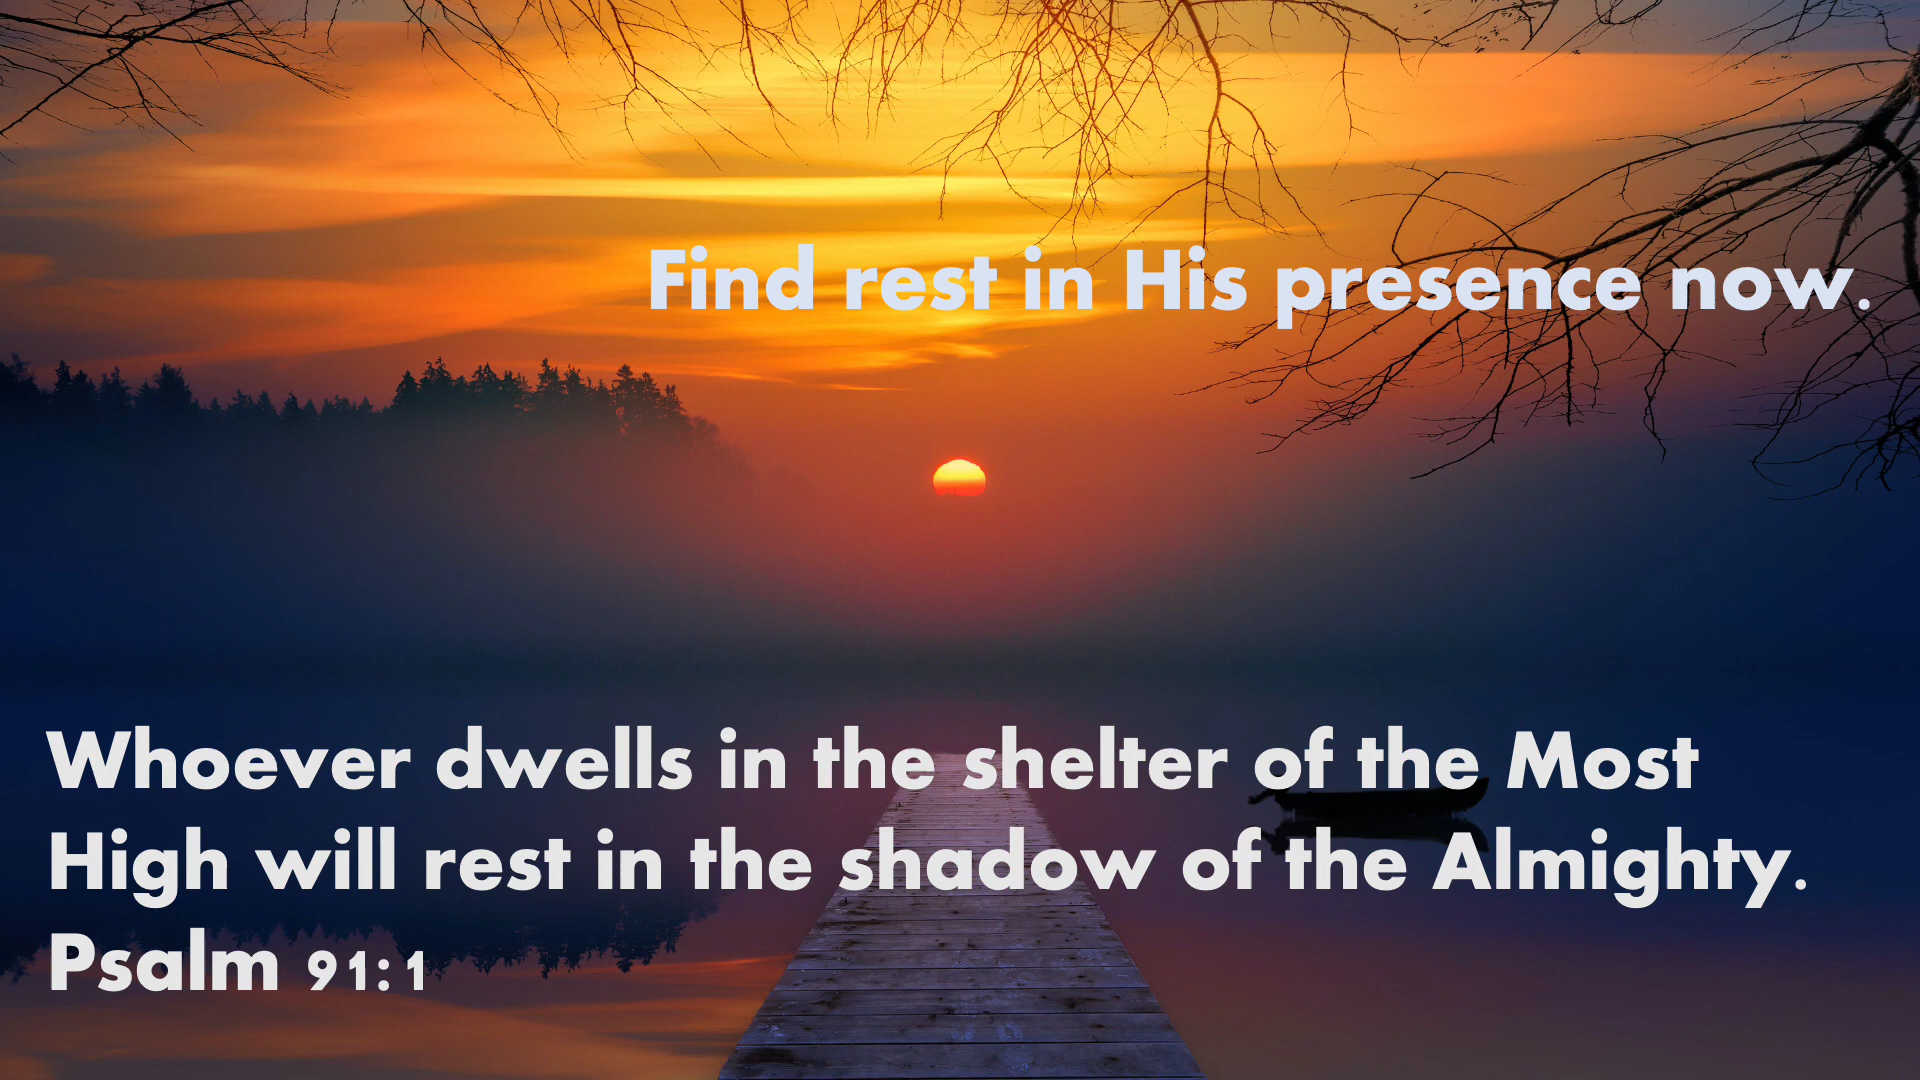 Find rest in His presence now.
Whoever dwells in the shelter of the Most
High will rest in the shadow of the Almighty.
Psalm 91:1